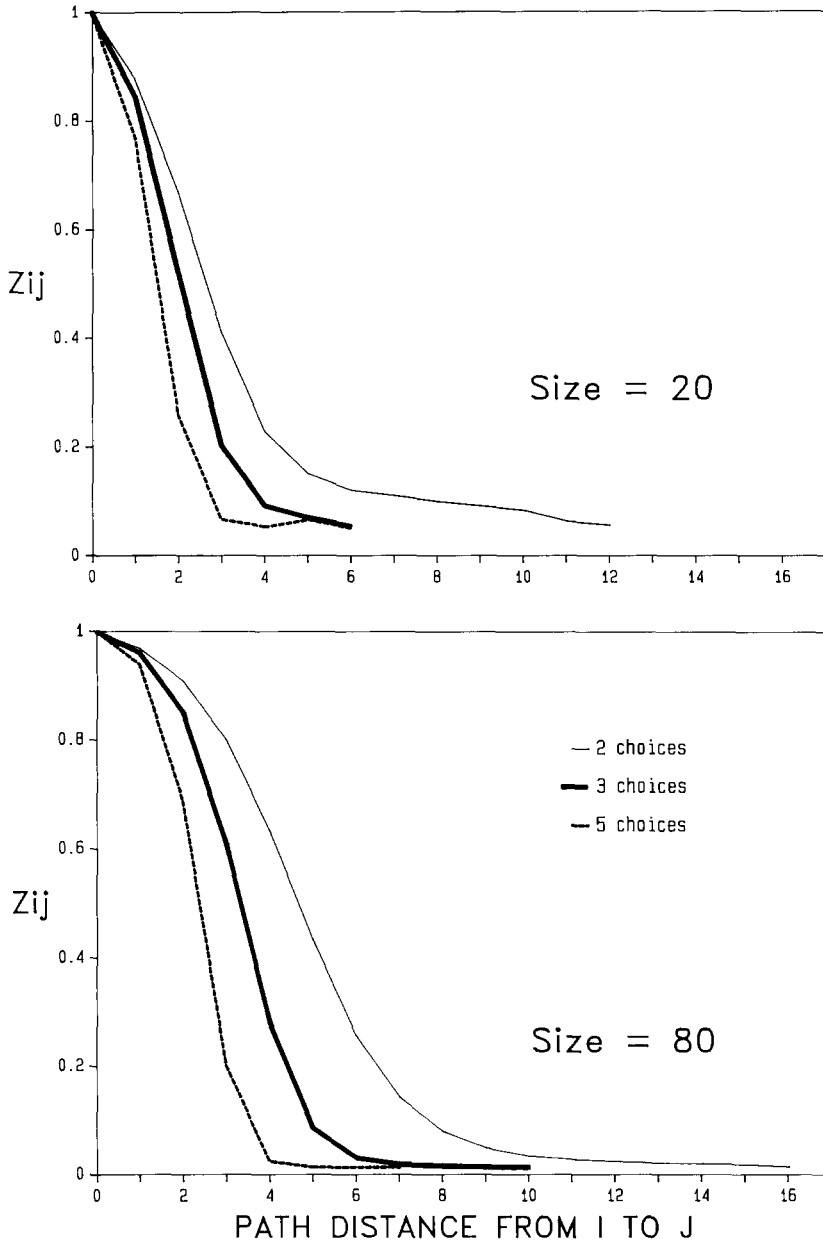 1
0.8
0.6
Zij
0.4
Size = 20
0.2
0
0 2 4 6 8 10 12 14 16
1
2 choices
0.8
3 choices
5 choices
0.6
Zij
0.4
Size = 80
0.2
0
0 2 4 6 8 10 12 14 16
PATH DISTANCE FROM I TO J